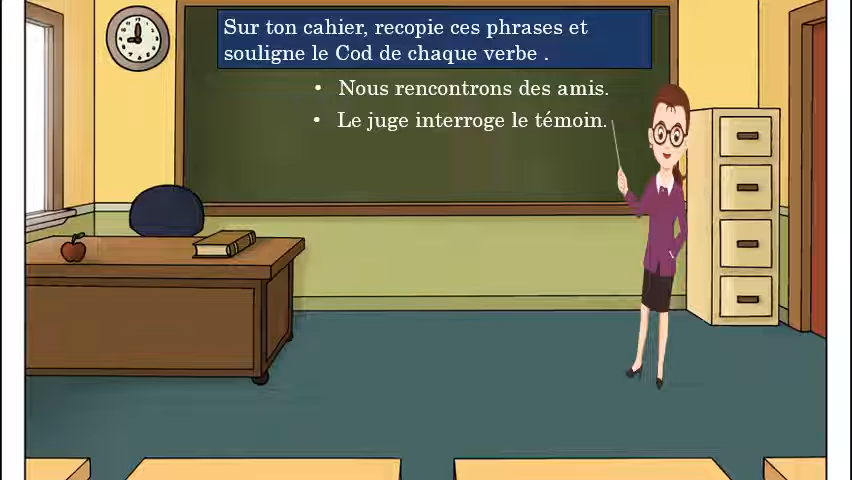 Sur ton cahier, recopie ces phrases et
souligne le Cod de chaque verbe .
• Nous rencontrons des amis.
• Le juge interroge le témoin.